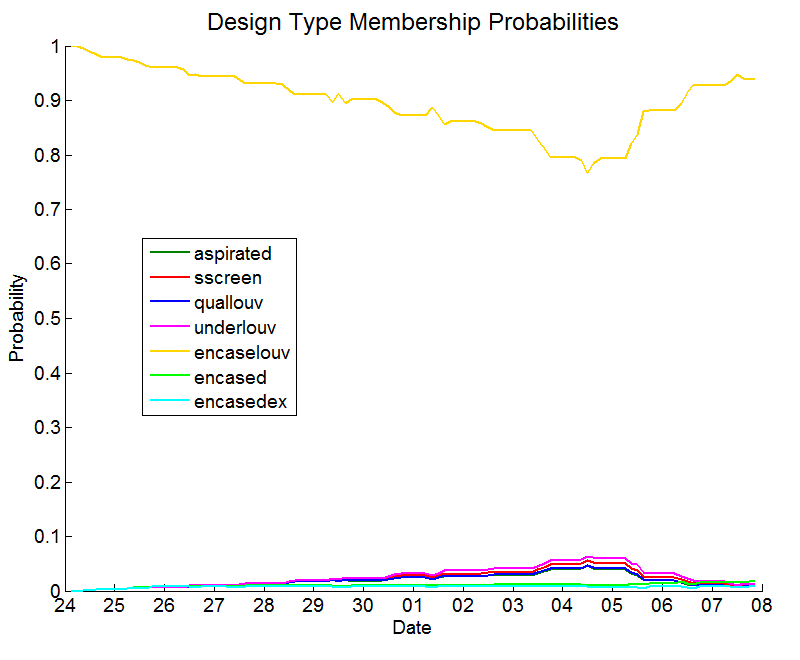 Design Type Membership Probabilities
1
0.9
0.8
0.7
0.6
0.5
0.4
0.3
0.2
0.1
0
Probability
aspirated
sscreen
quallouv
underlouv
encaselouv
encased
encasedex
24 25 26 27 28 29 30 01 02 03 04 05 06 07 08
Date